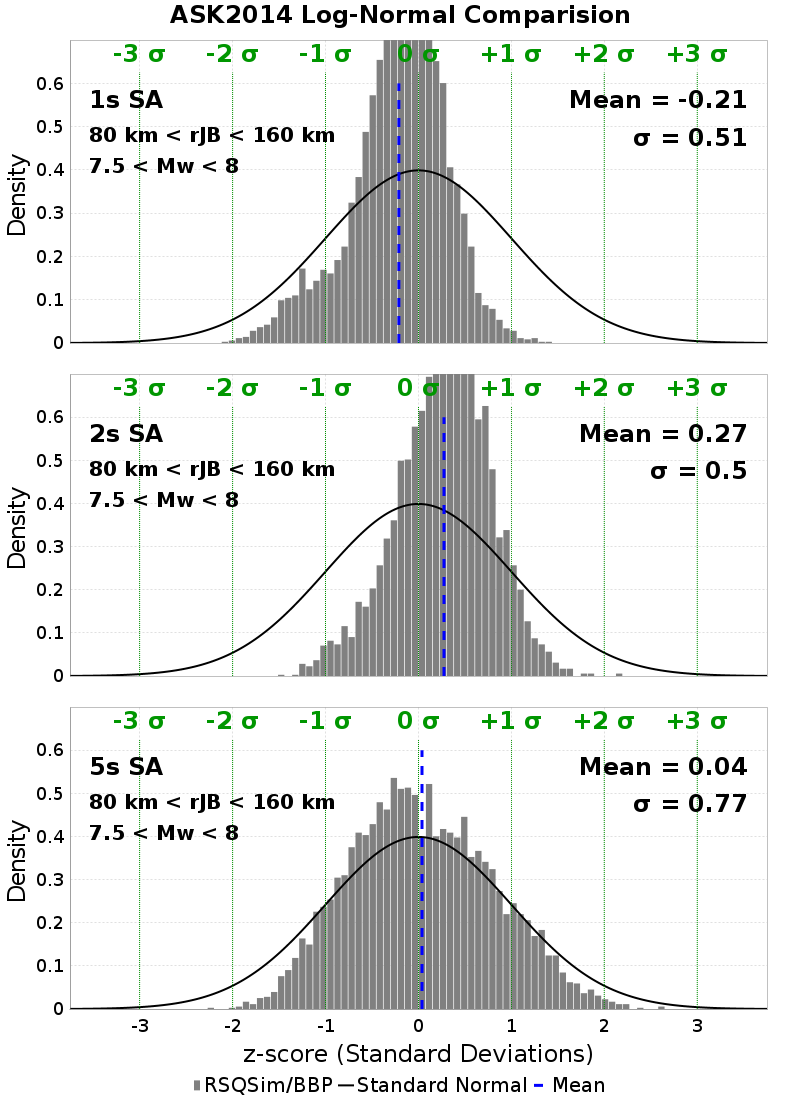 ASK2014 Log-Normal Comparision
-3 σ -2 σ -1 σ 0 σ +1 σ +2 σ +3 σ
1s SA
80 km < rJB < 160 km
7.5 < Mw < 8
Mean = -0.21
σ = 0.51
Density
0.6
0.5
0.4
0.3
0.2
0.1
0
-3 σ -2 σ -1 σ 0 σ +1 σ +2 σ +3 σ
2s SA
80 km < rJB < 160 km
7.5 < Mw < 8
Mean = 0.27
σ = 0.5
Density
0.6
0.5
0.4
0.3
0.2
0.1
0
-3 σ -2 σ -1 σ 0 σ +1 σ +2 σ +3 σ
5s SA
80 km < rJB < 160 km
7.5 < Mw < 8
Mean = 0.04
σ = 0.77
Density
0.6
0.5
0.4
0.3
0.2
0.1
0
-3 -2 -1 0 1 2 3
z-score (Standard Deviations)
RSQSim/BBP Standard Normal Mean